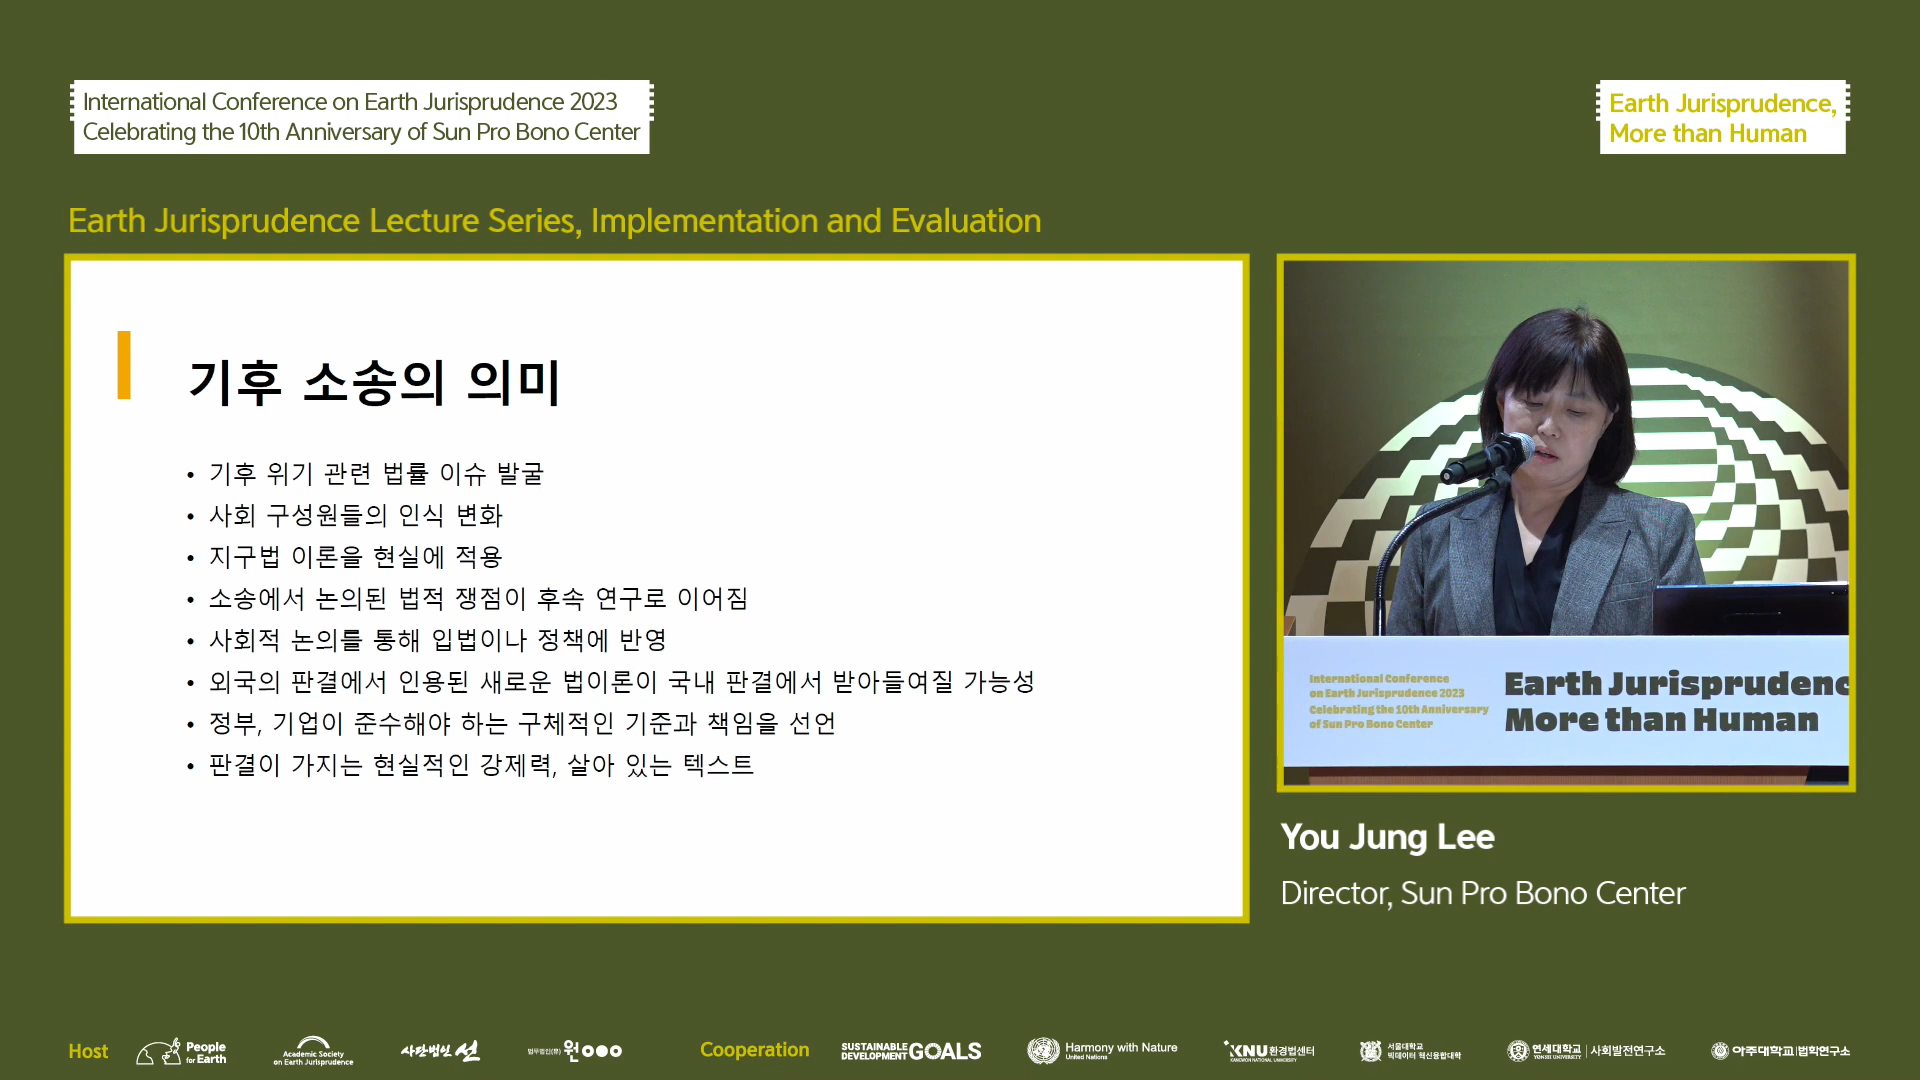 International Conference on Earth Jurisprudence 2023
Celebrating the 10th Anniversary of Sun Pro Bono Center
Earth Jurisprudence,
More than Human
Earth Jurisprudence Lecture Series, Implementation and Evaluation
기후 소송의 의미
• 기후 위기 관련 법률 이슈 발굴
• 사회 구성원들의 인식 변화
• 지구법 이론을 현실에 적용
• 소송에서 논의된 법적 쟁점이 후속 연구로 이어짐
• 사회적 논의를 통해 입법이나 정책에 반영
• 외국의 판결에서 인용된 새로운 법이론이 국내 판결에서 받아들여질 가능성
• 정부, 기업이 준수해야 하는 구체적인 기준과 책임을 선언
• 판결이 가지는 현실적인 강제력, 살아 있는 텍스트
International Conference
on Earth Jurisprudence 2023
Celebrating the 10th Anniversary
of Sun Pro Bono Center
Earth Jurisprudenc
More than Human
You Jung Lee
Director, Sun Pro Bono Center
Host
People
for Earth
Academic Society
on Earth Jurisprudence
사단법인 선
법무법인(유) 원
Cooperation
SUSTAINABLE
DEVELOPMENT GOALS
Harmony with Nature
United Nations
KNU 환경법센터
KANGWON NATIONAL UNIVERSITY
서울대학교
빅데이터 혁신융합대학
연세대학교
YONSEI UNIVERSITY
사회발전연구소
아주대학교 법학연구소